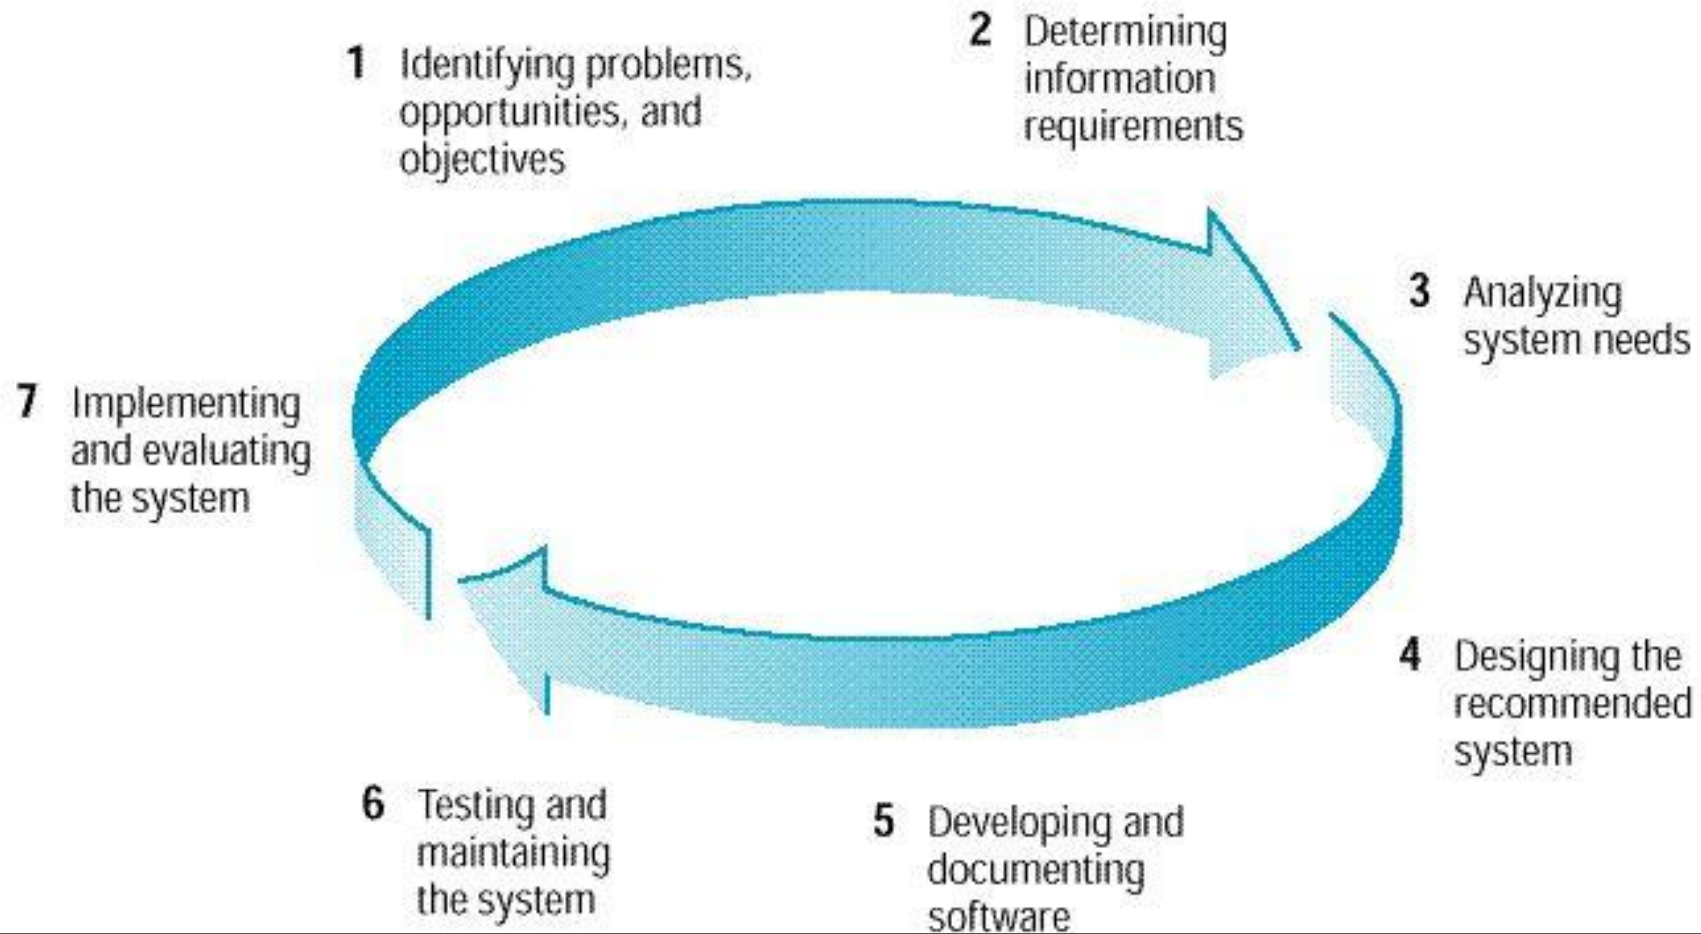 1 Identifying problems,
opportunities, and
objectives
2 Determining
information
requirements
3 Analyzing
system needs
4 Designing the
recommended
system
5 Developing and
documenting
software
6 Testing and
maintaining
the system
7 Implementing
and evaluating
the system